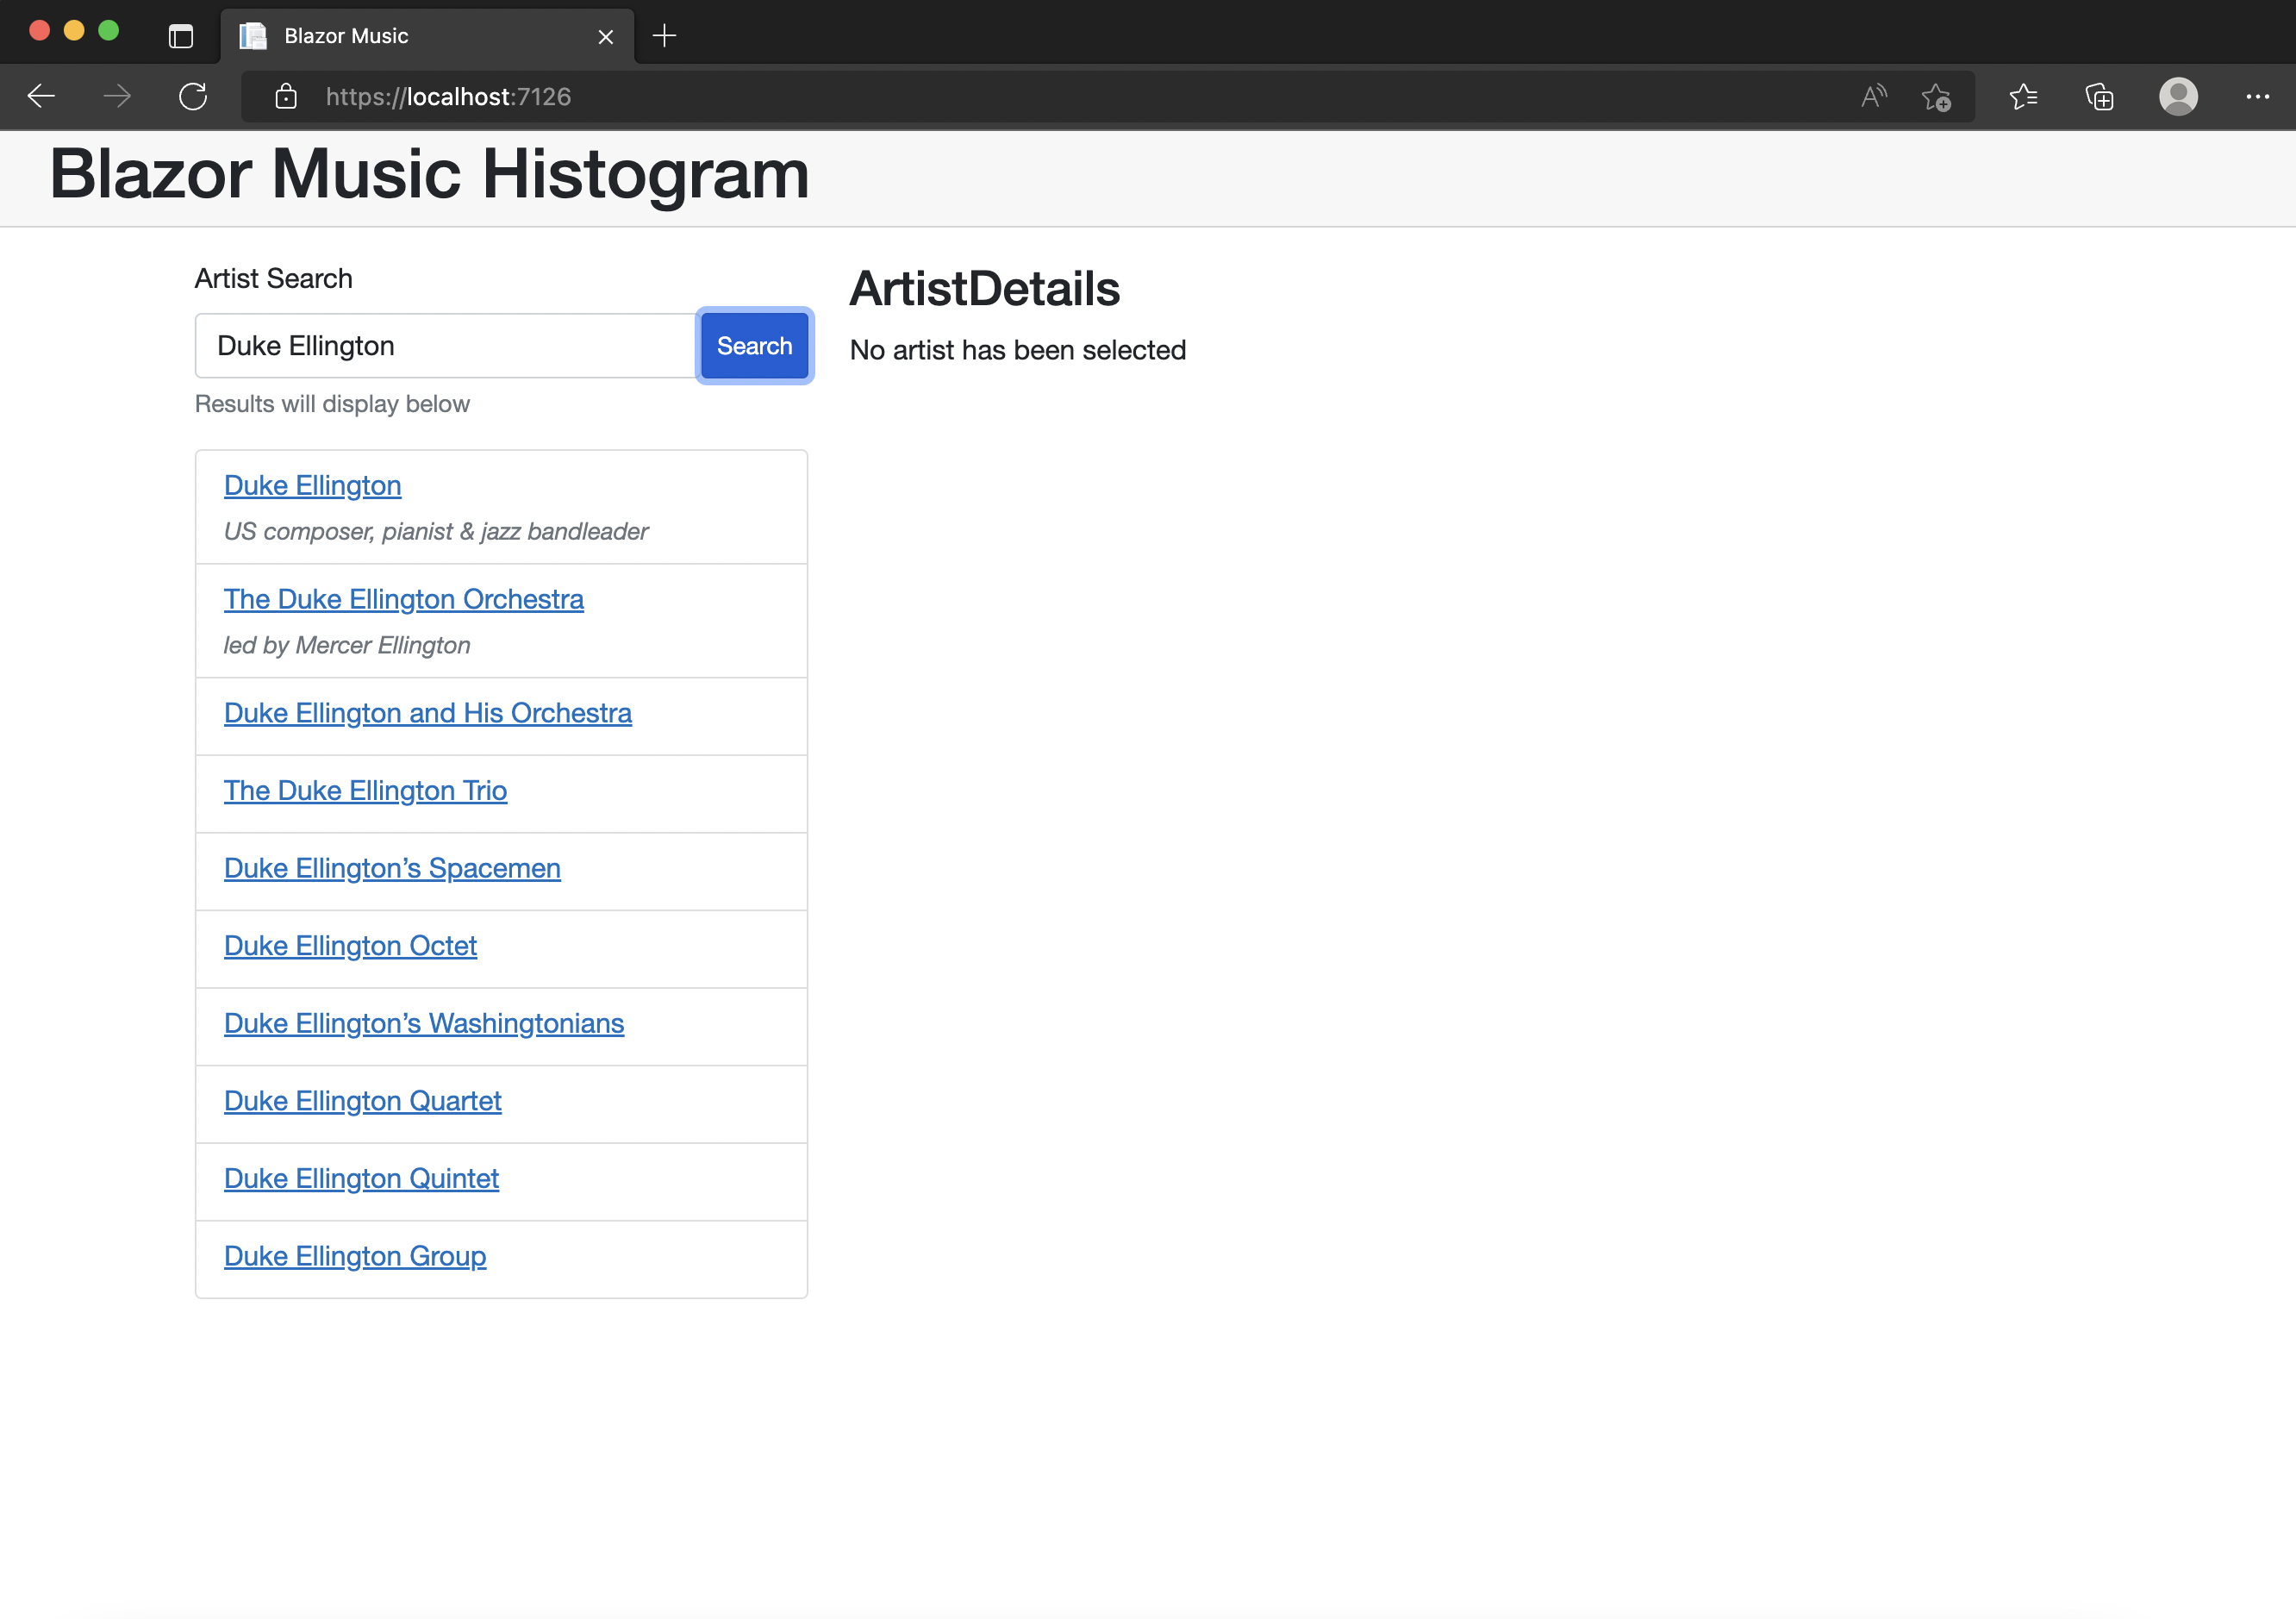 Blazor Music
https://localhost:7126
Blazor Music Histogram
Artist Search
Duke Ellington
Search
Results will display below
Duke Ellington
US composer, pianist & jazz bandleader
The Duke Ellington Orchestra
led by Mercer Ellington
Duke Ellington and His Orchestra
The Duke Ellington Trio
Duke Ellington’s Spacemen
Duke Ellington Octet
Duke Ellington’s Washingtonians
Duke Ellington Quartet
Duke Ellington Quintet
Duke Ellington Group
ArtistDetails
No artist has been selected